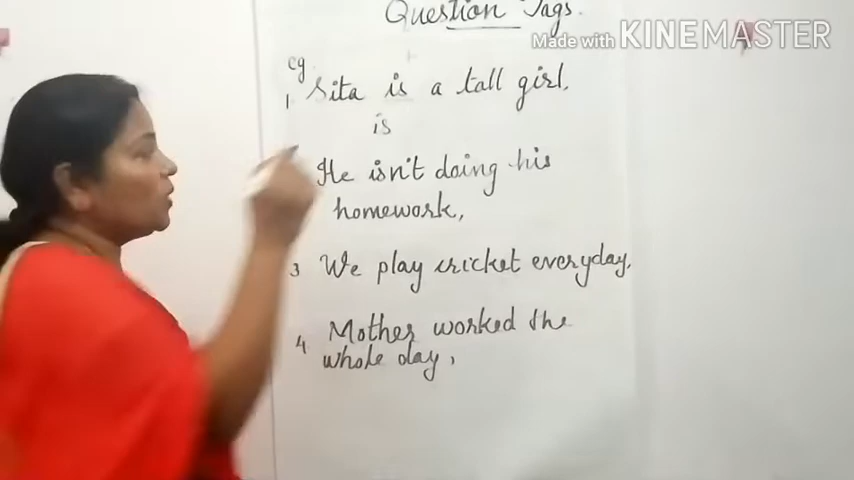 Question Tags.
Made with KINEMASTER
eg.
1 Sita is a tall girl,
is
He isn't doing his
homework,
3 We play cricket everyday,
4 Mother worked the
whole day,